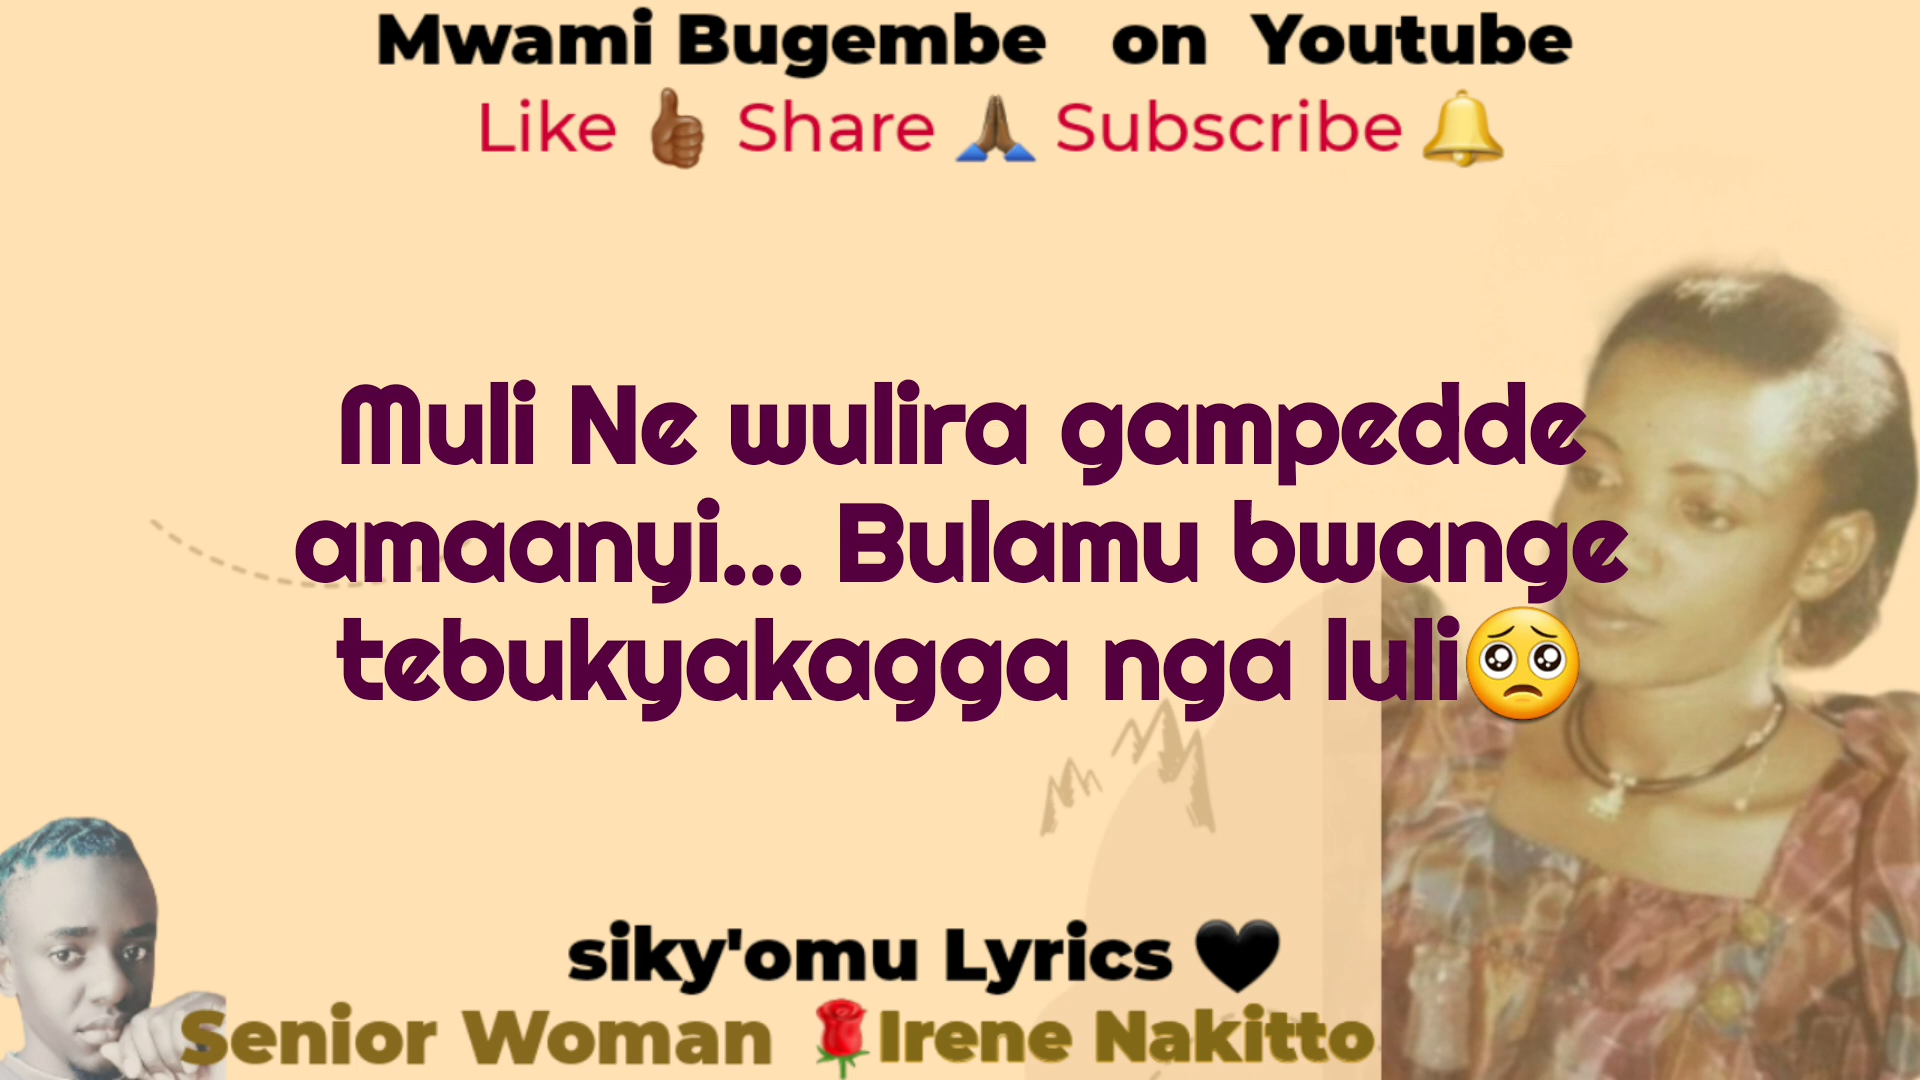 Mwami Bugembe on Youtube
Like 👍🏾 Share 🙏🏾 Subscribe 🔔
Muli Ne wulira gampedde
amaanyi... Bulamu bwange
tebukyakagga nga luli🥺
siky'omu Lyrics 🖤
Senior Woman 🌹Irene Nakitto